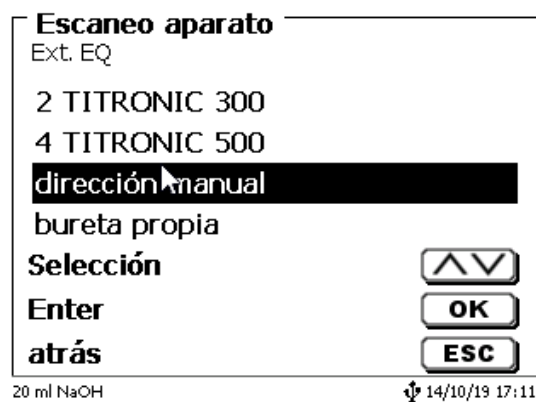 Escaneo aparato
Ext. EQ
2 TITRONIC 300
4 TITRONIC 500
dirección manual
bureta propia
Selección
Enter OK
atrás ESC
20 ml NaOH 14/10/19 17:11